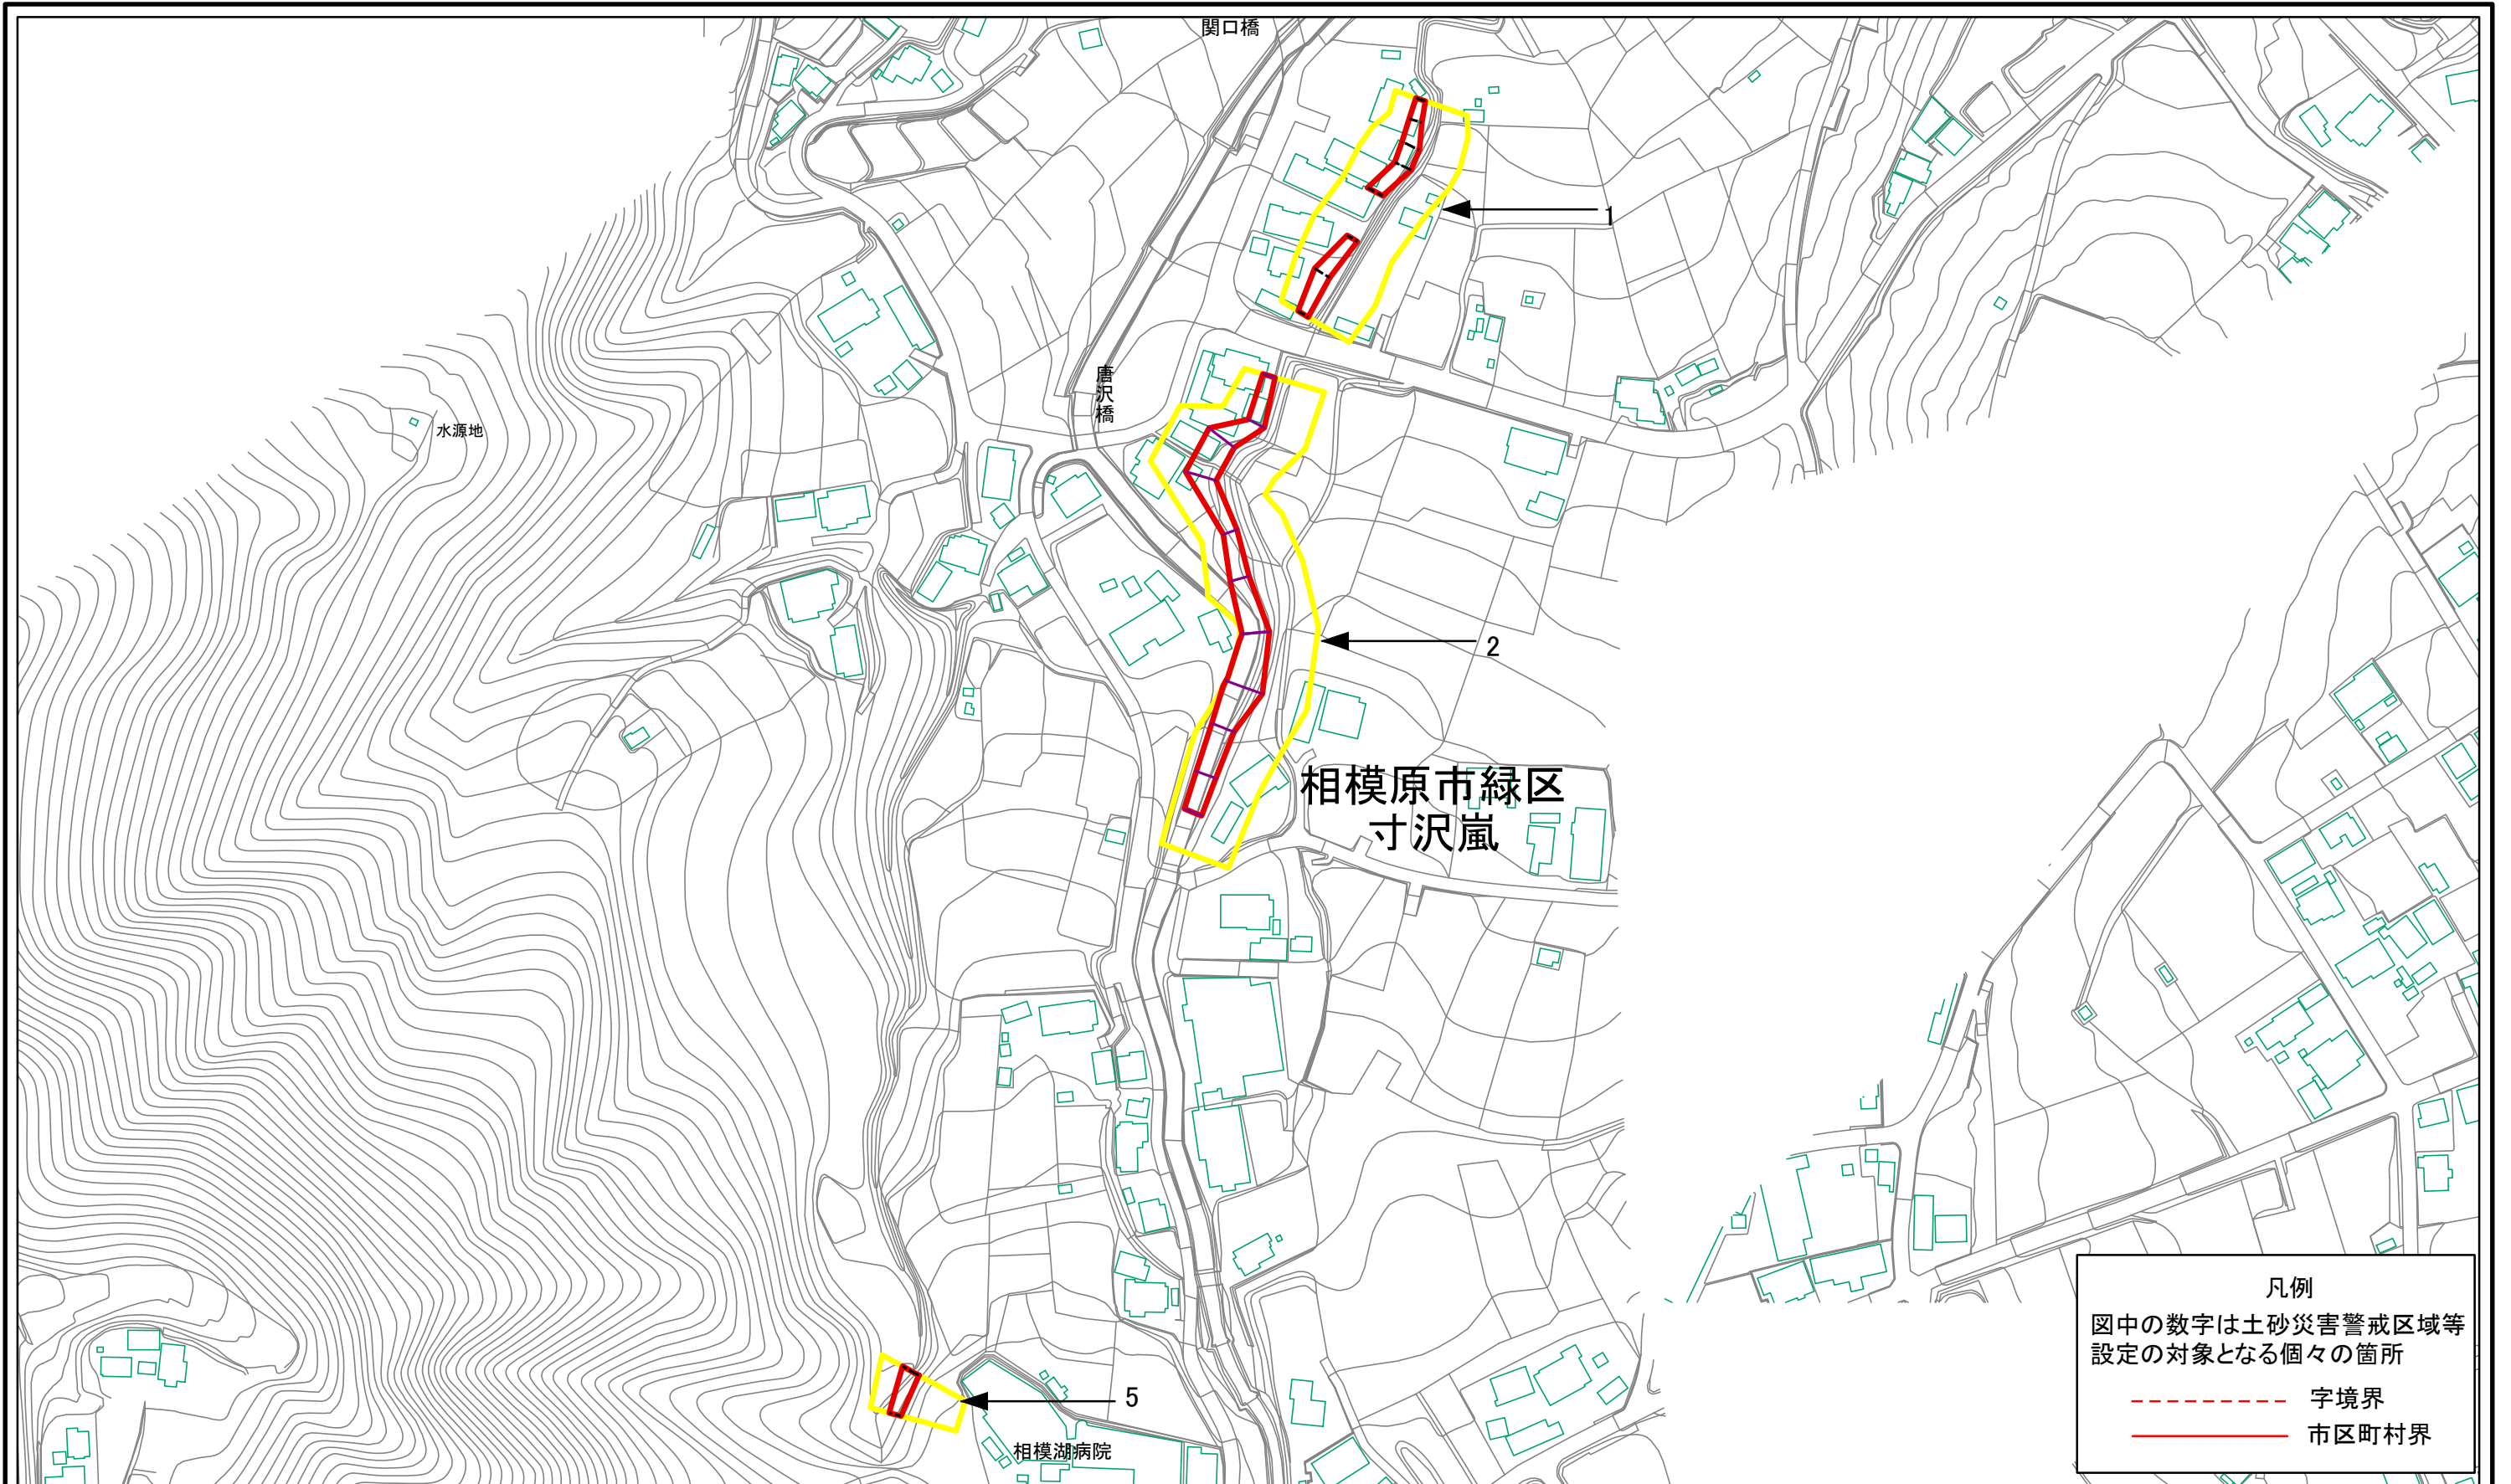 関口橋
1
唐沢橋
水源地
2
相模原市緑区
寸沢嵐
5
相模湖病院
凡例
図中の数字は土砂災害警戒区域等
設定の対象となる個々の箇所
字境界
市区町村界